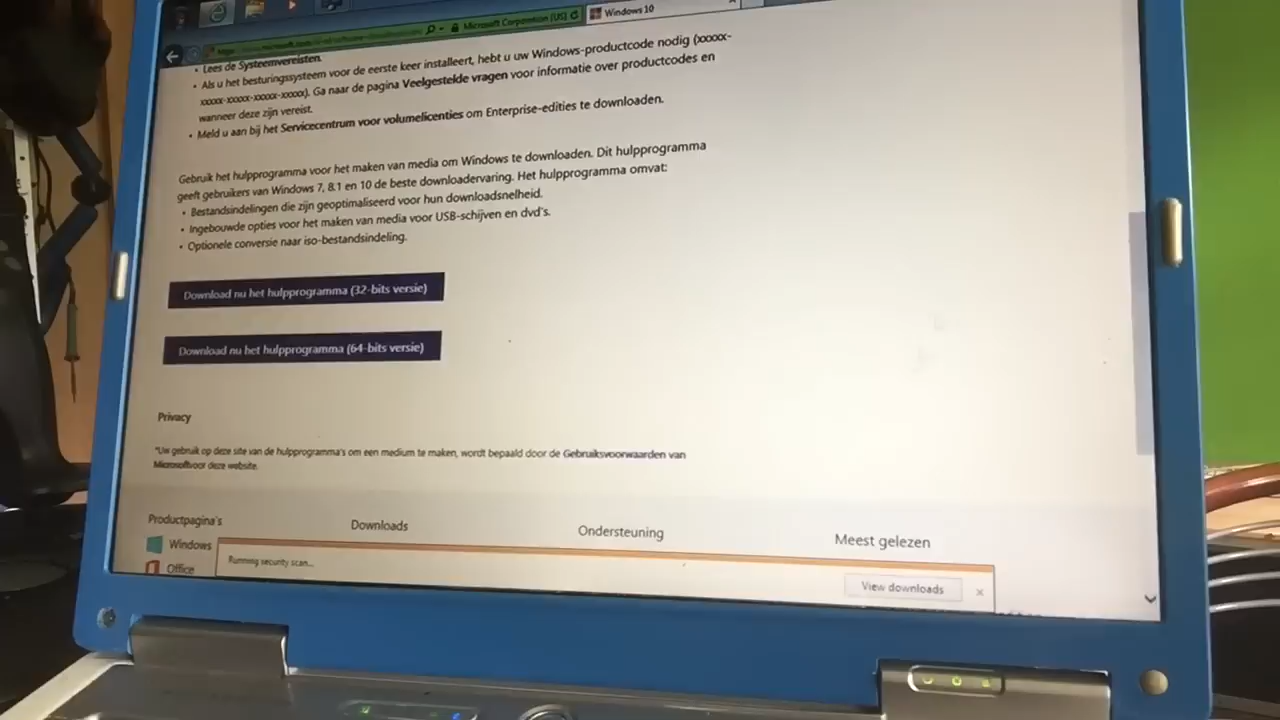 Microsoft Corporation [US]
Windows 10
• Lees de Systeemvereisten.
• Als u het besturingssysteem voor de eerste keer installeert, hebt u uw Windows-productcode nodig (xxxxx-
xxxxx-xxxxx-xxxxx-xxxxx). Ga naar de pagina Veelgestelde vragen voor informatie over productcodes en
wanneer deze zijn vereist.
• Meld u aan bij het Servicecentrum voor volumelicenties om Enterprise-edities te downloaden.
Gebruik het hulpprogramma voor het maken van media om Windows te downloaden. Dit hulpprogramma
geeft gebruikers van Windows 7, 8.1 en 10 de beste downloadervaring. Het hulpprogramma omvat:
• Bestandsindelingen die zijn geoptimaliseerd voor hun downloadsnelheid.
• Ingebouwde opties voor het maken van media voor USB-schijven en dvd's.
• Optionele conversie naar iso-bestandsindeling.
Download nu het hulpprogramma (32-bits versie)
Download nu het hulpprogramma (64-bits versie)
Privacy
*Uw gebruik op deze site van de hulpprogramma's om een medium te maken, wordt bepaald door de Gebruiksvoorwaarden van
Microsoftvoor deze website.
Productpagina's
Downloads
Ondersteuning
Meest gelezen
Windows
Office
Running security scan...
View downloads